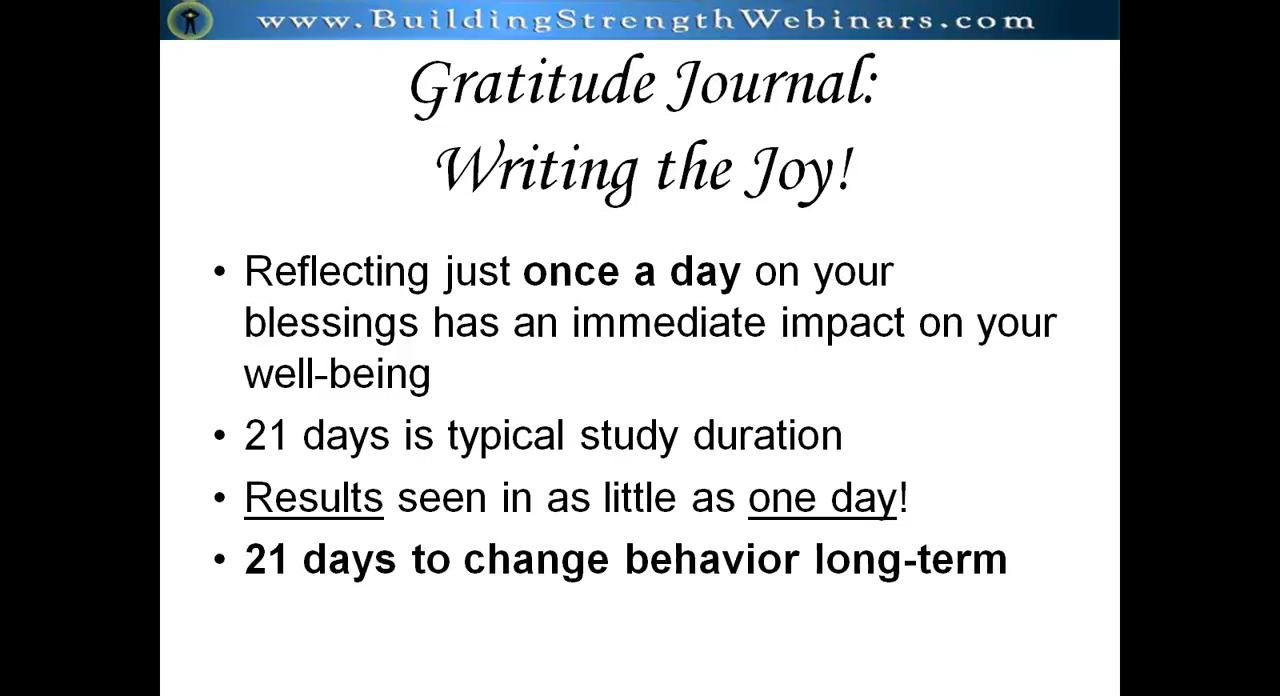 www.BuildingStrengthWebinars.com
Gratitude Journal:
Writing the Joy!
• Reflecting just once a day on your
blessings has an immediate impact on your
well-being
• 21 days is typical study duration
• Results seen in as little as one day!
• 21 days to change behavior long-term